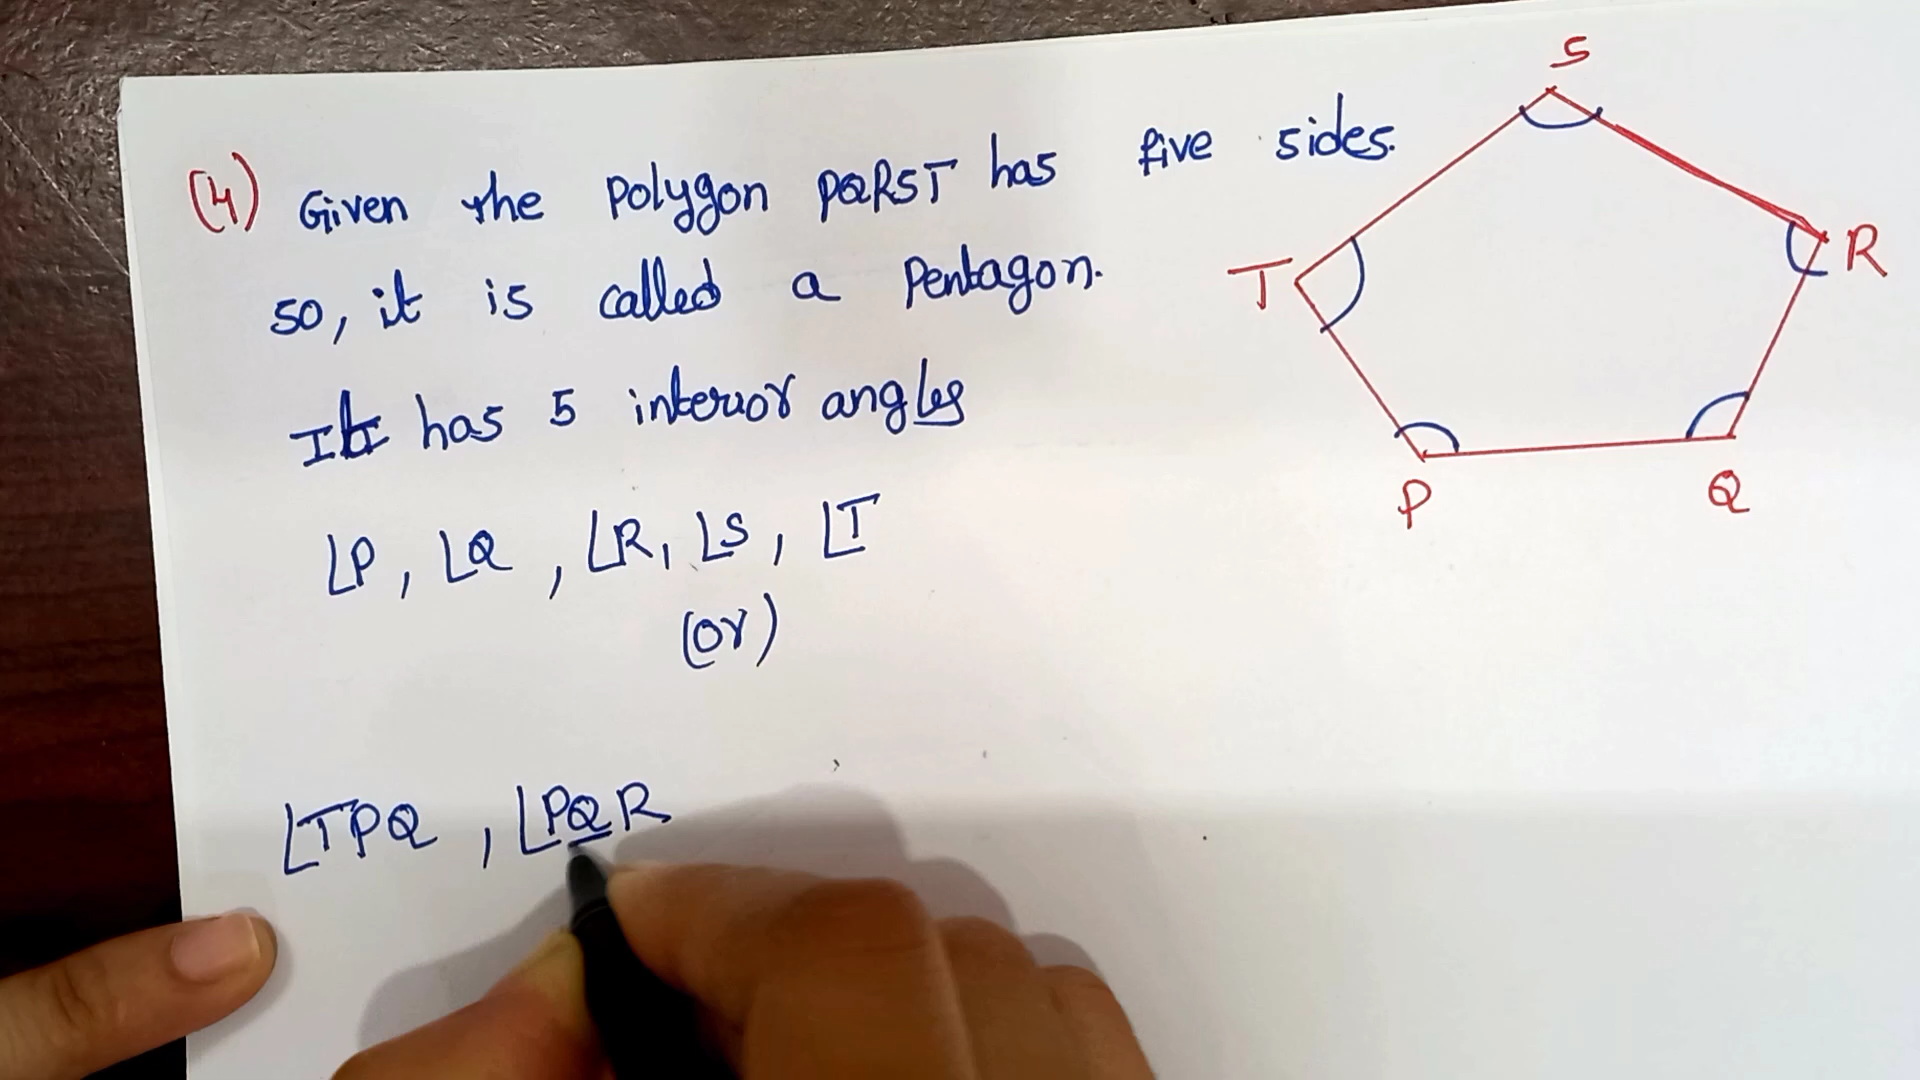 (4) Given the Polygon PQRST has five sides.
so, it is called a Pentagon.
It has 5 interior angles
∠P, ∠Q, ∠R, ∠S, ∠T
(or)
∠TPQ, ∠PQR
S
T
R
P
Q